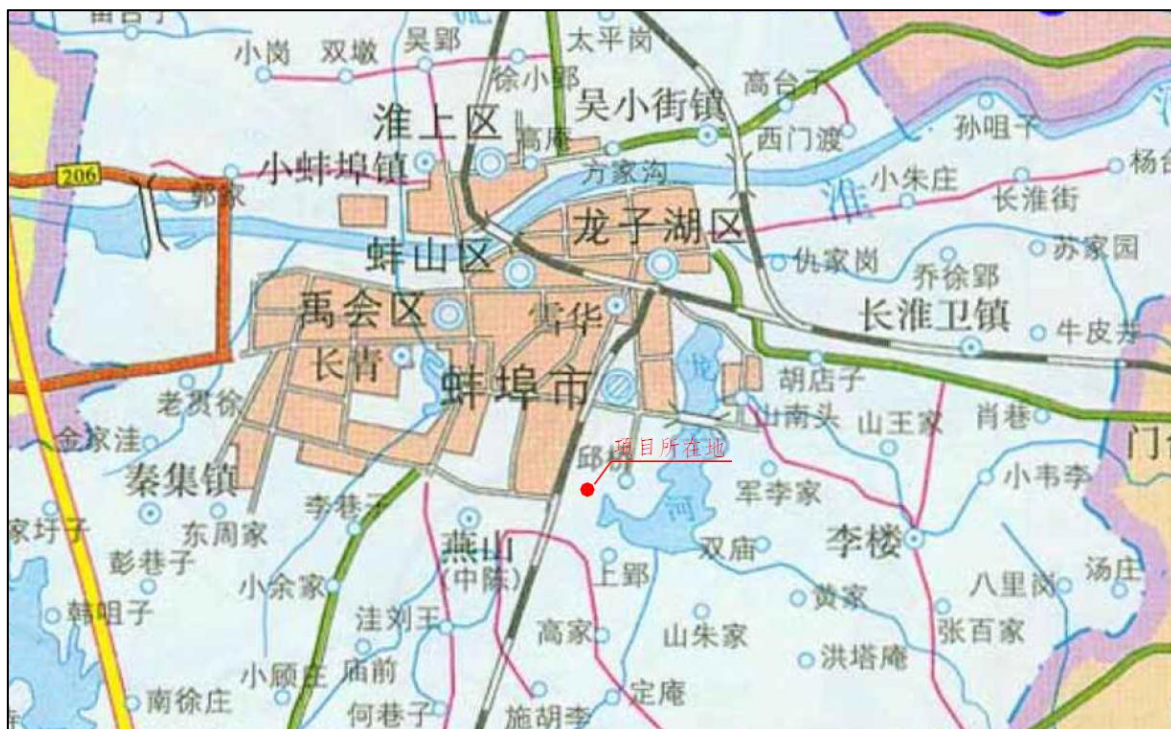 太平岗
小岗
双墩
吴郢
徐小郢
高台子
吴小街镇
淮上区
高庵
西门渡
孙咀子
206
小蚌埠镇
郭家
方家沟
淮
小朱庄
长淮街
龙子湖区
蚌山区
仇家岗
乔徐郢
苏家园
禹会区
雪华
长淮卫镇
长青
龙
蚌埠市
胡店子
老贯徐
山南头
山王家
肖巷
金家洼
项目所在地
秦集镇
军李家
小韦李
李巷子
河
东周家
燕山
(中陈)
双庙
李楼
彭巷子
小余家
上郢
八里岗
汤庄
韩咀子
洼刘王
高家
山朱家
黄家
张百家
庙前
洪塔庵
小顾庄
南徐庄
何巷子
施胡李
定庵